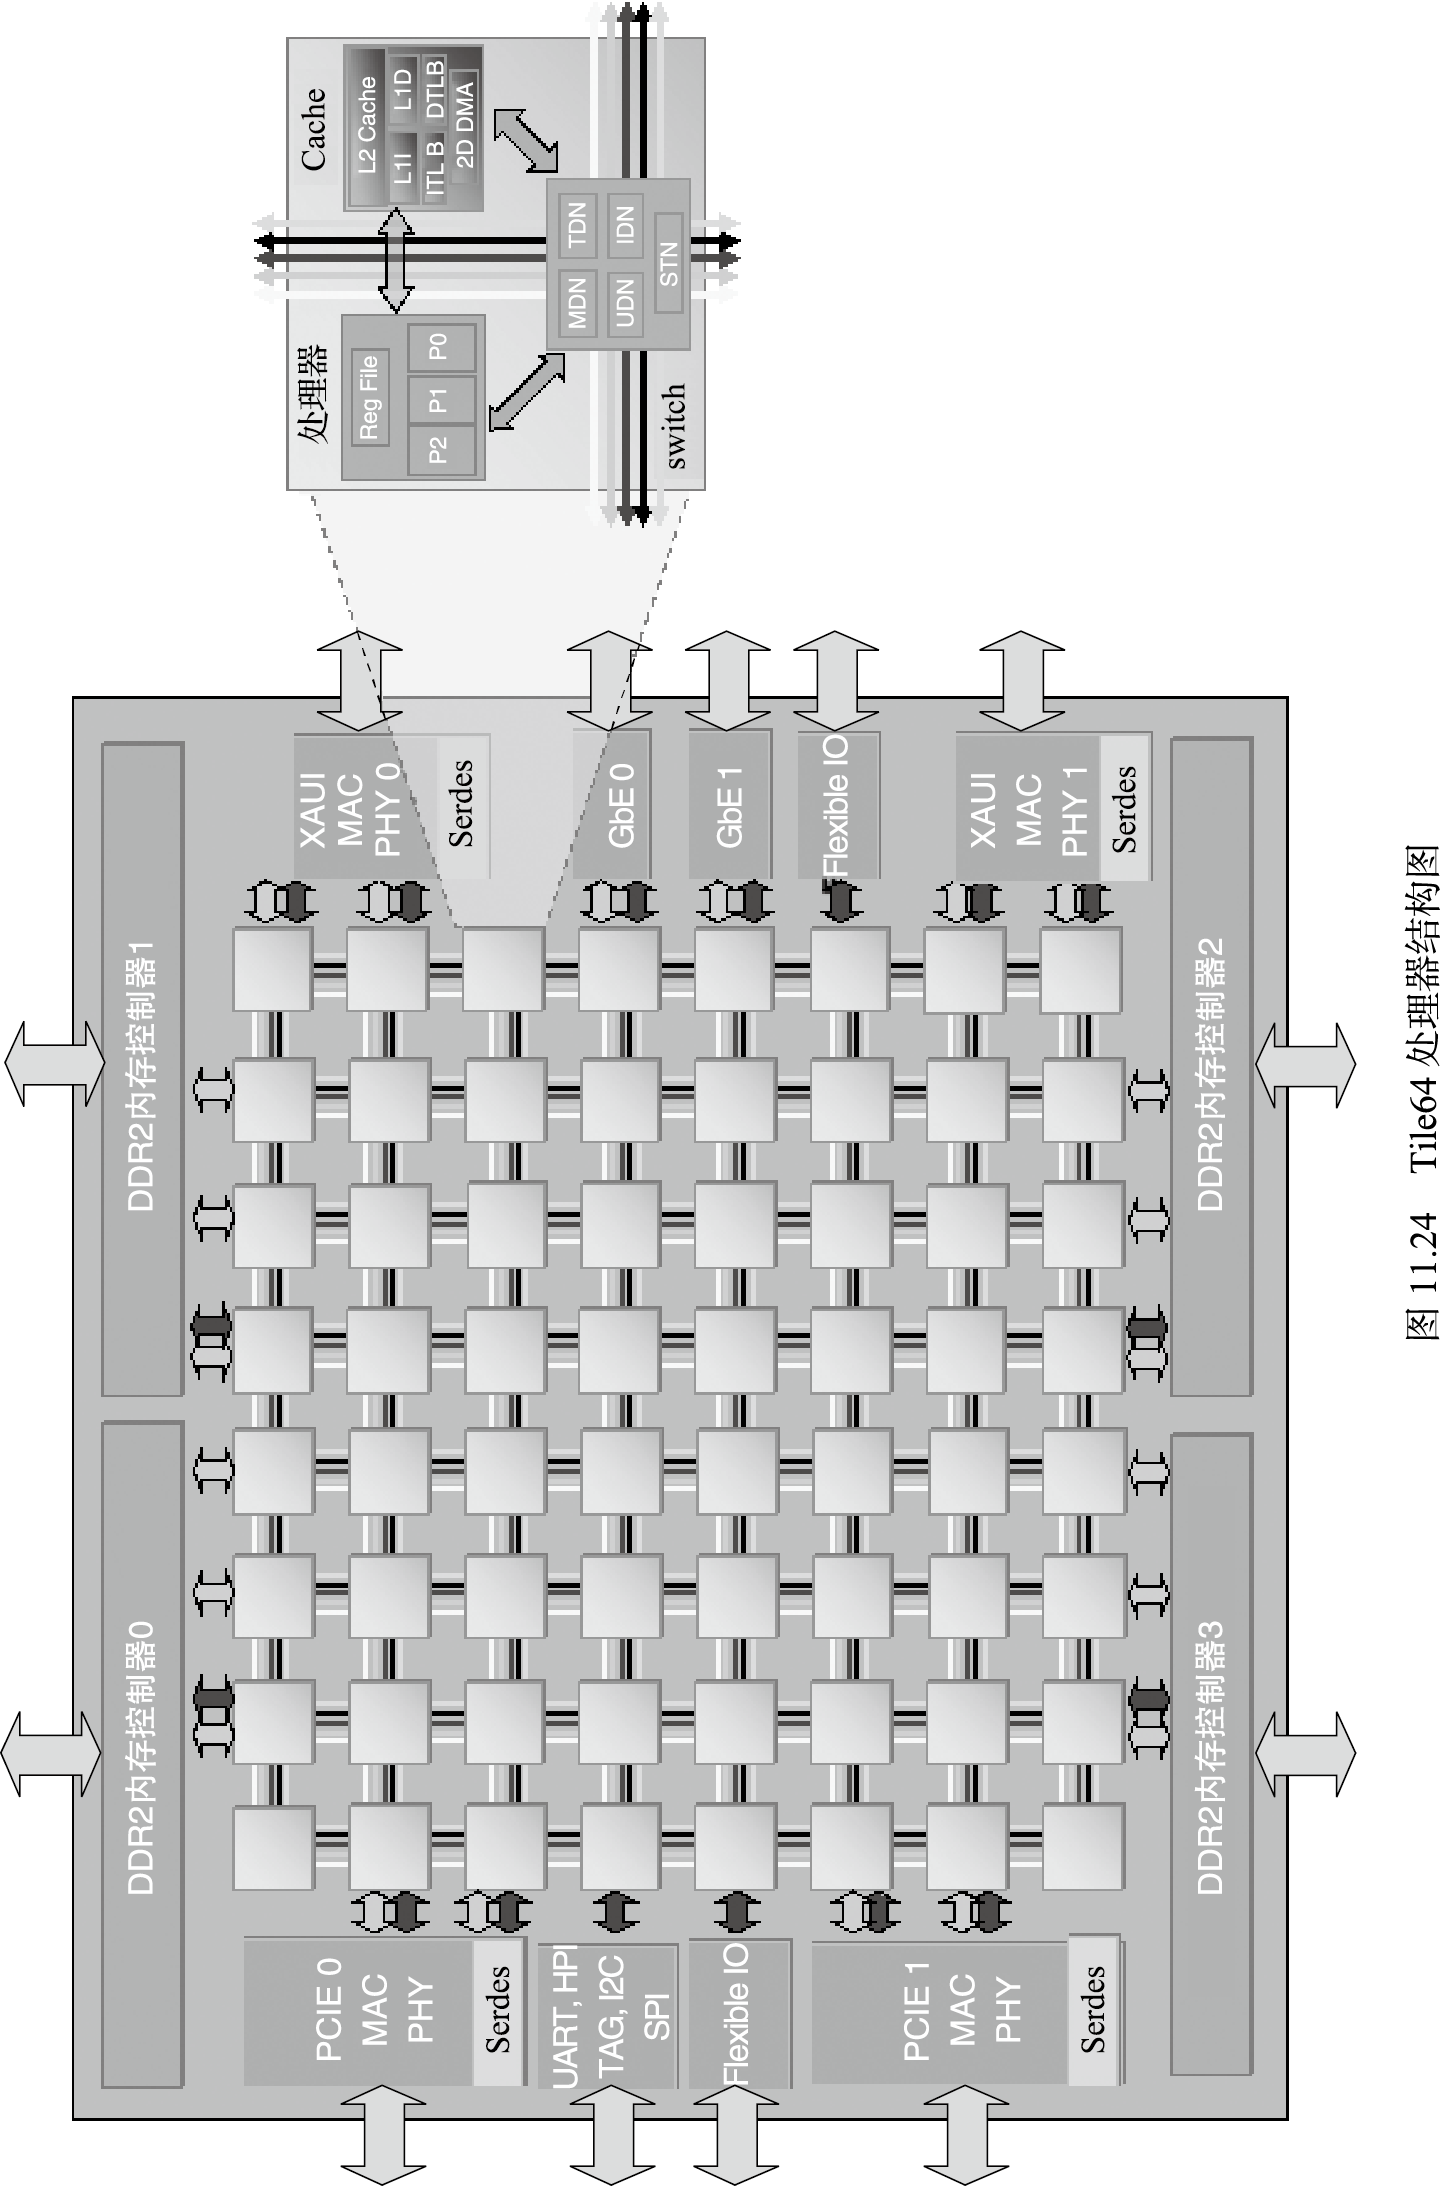 DDR2内存控制器0
DDR2内存控制器1
PCIE 0
MAC
PHY
Serdes
UART, HPI
TAG, I2C
SPI
Flexible IO
PCIE 1
MAC
PHY
Serdes
XAUI
MAC
PHY 0
Serdes
GbE 0
GbE 1
Flexible IO
XAUI
MAC
PHY 1
Serdes
DDR2内存控制器3
DDR2内存控制器2
处理器
Reg File
P2
P1
P0
Cache
L2 Cache
L1I
L1D
ITL B
DTLB
2D DMA
MDN
TDN
UDN
IDN
STN
switch
图 11.24 Tile64 处理器结构图